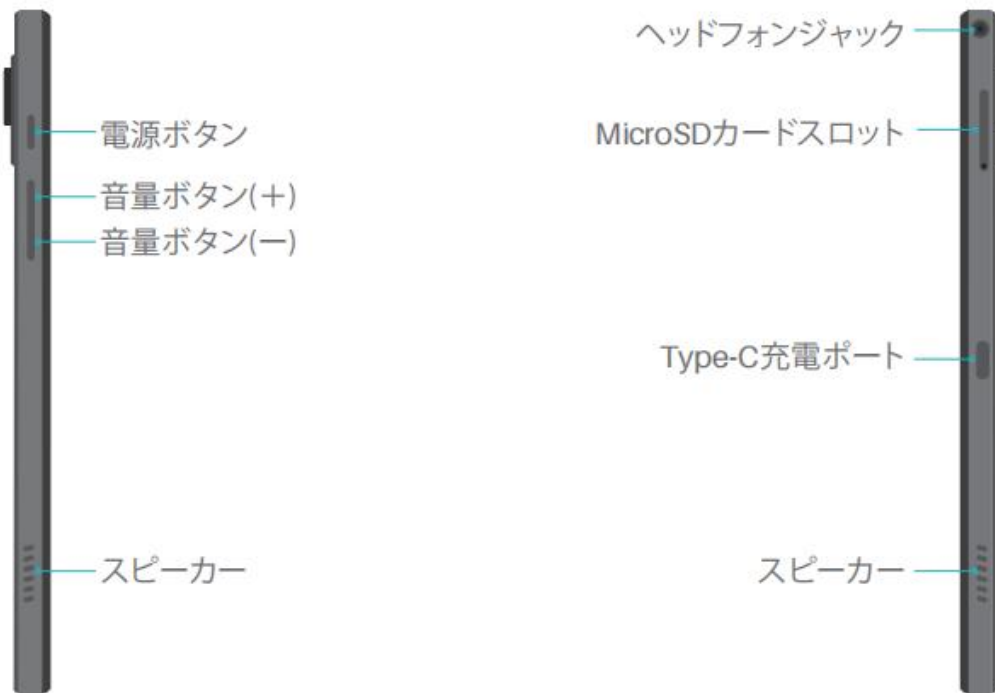 電源ボタン
音量ボタン(＋)
音量ボタン(ー)
スピーカー
ヘッドフォンジャック
MicroSDカードスロット
Type-C充電ポート
スピーカー